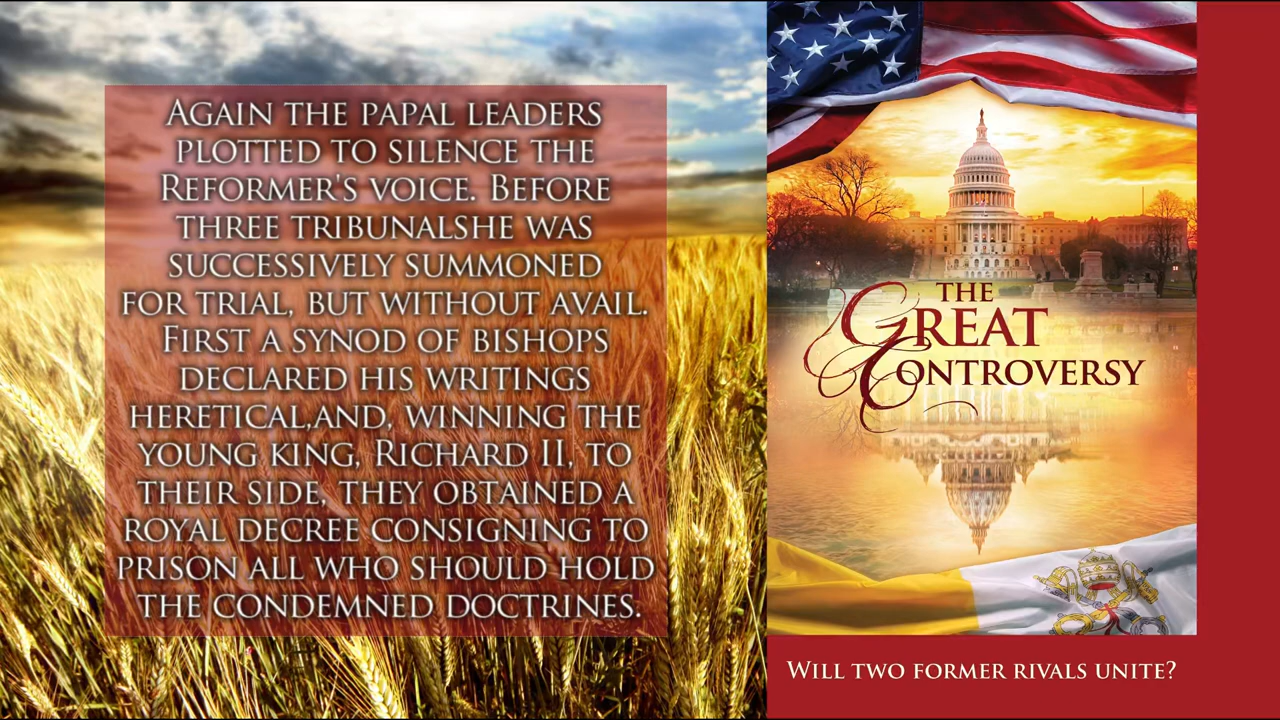 AGAIN THE PAPAL LEADERS
PLOTTED TO SILENCE THE
REFORMER'S VOICE. BEFORE
THREE TRIBUNALSHE WAS
SUCCESSIVELY SUMMONED
FOR TRIAL, BUT WITHOUT AVAIL.
FIRST A SYNOD OF BISHOPS
DECLARED HIS WRITINGS
HERETICAL,AND, WINNING THE
YOUNG KING, RICHARD II, TO
THEIR SIDE, THEY OBTAINED A
ROYAL DECREE CONSIGNING TO
PRISON ALL WHO SHOULD HOLD
THE CONDEMNED DOCTRINES.
THE
GREAT
CONTROVERSY
WILL TWO FORMER RIVALS UNITE?